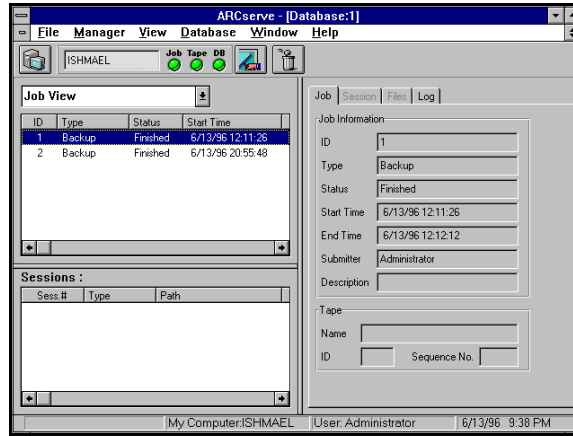 ARCserve - [Database:1]
File Manager View Database Window Help
ISHMAEL
Job Tape DB
Job View
ID Type Status Start Time
1 Backup Finished 6/13/96 12:11:26
2 Backup Finished 6/13/96 20:55:48
Sessions :
Sess.# Type Path
Job Session Files Log
Job Information
ID 1
Type Backup
Status Finished
Start Time 6/13/96 12:11:26
End Time 6/13/96 12:12:12
Submitter Administrator
Description
Tape
Name
ID Sequence No.
My Computer:ISHMAEL User: Administrator 6/13/96 9:38 PM